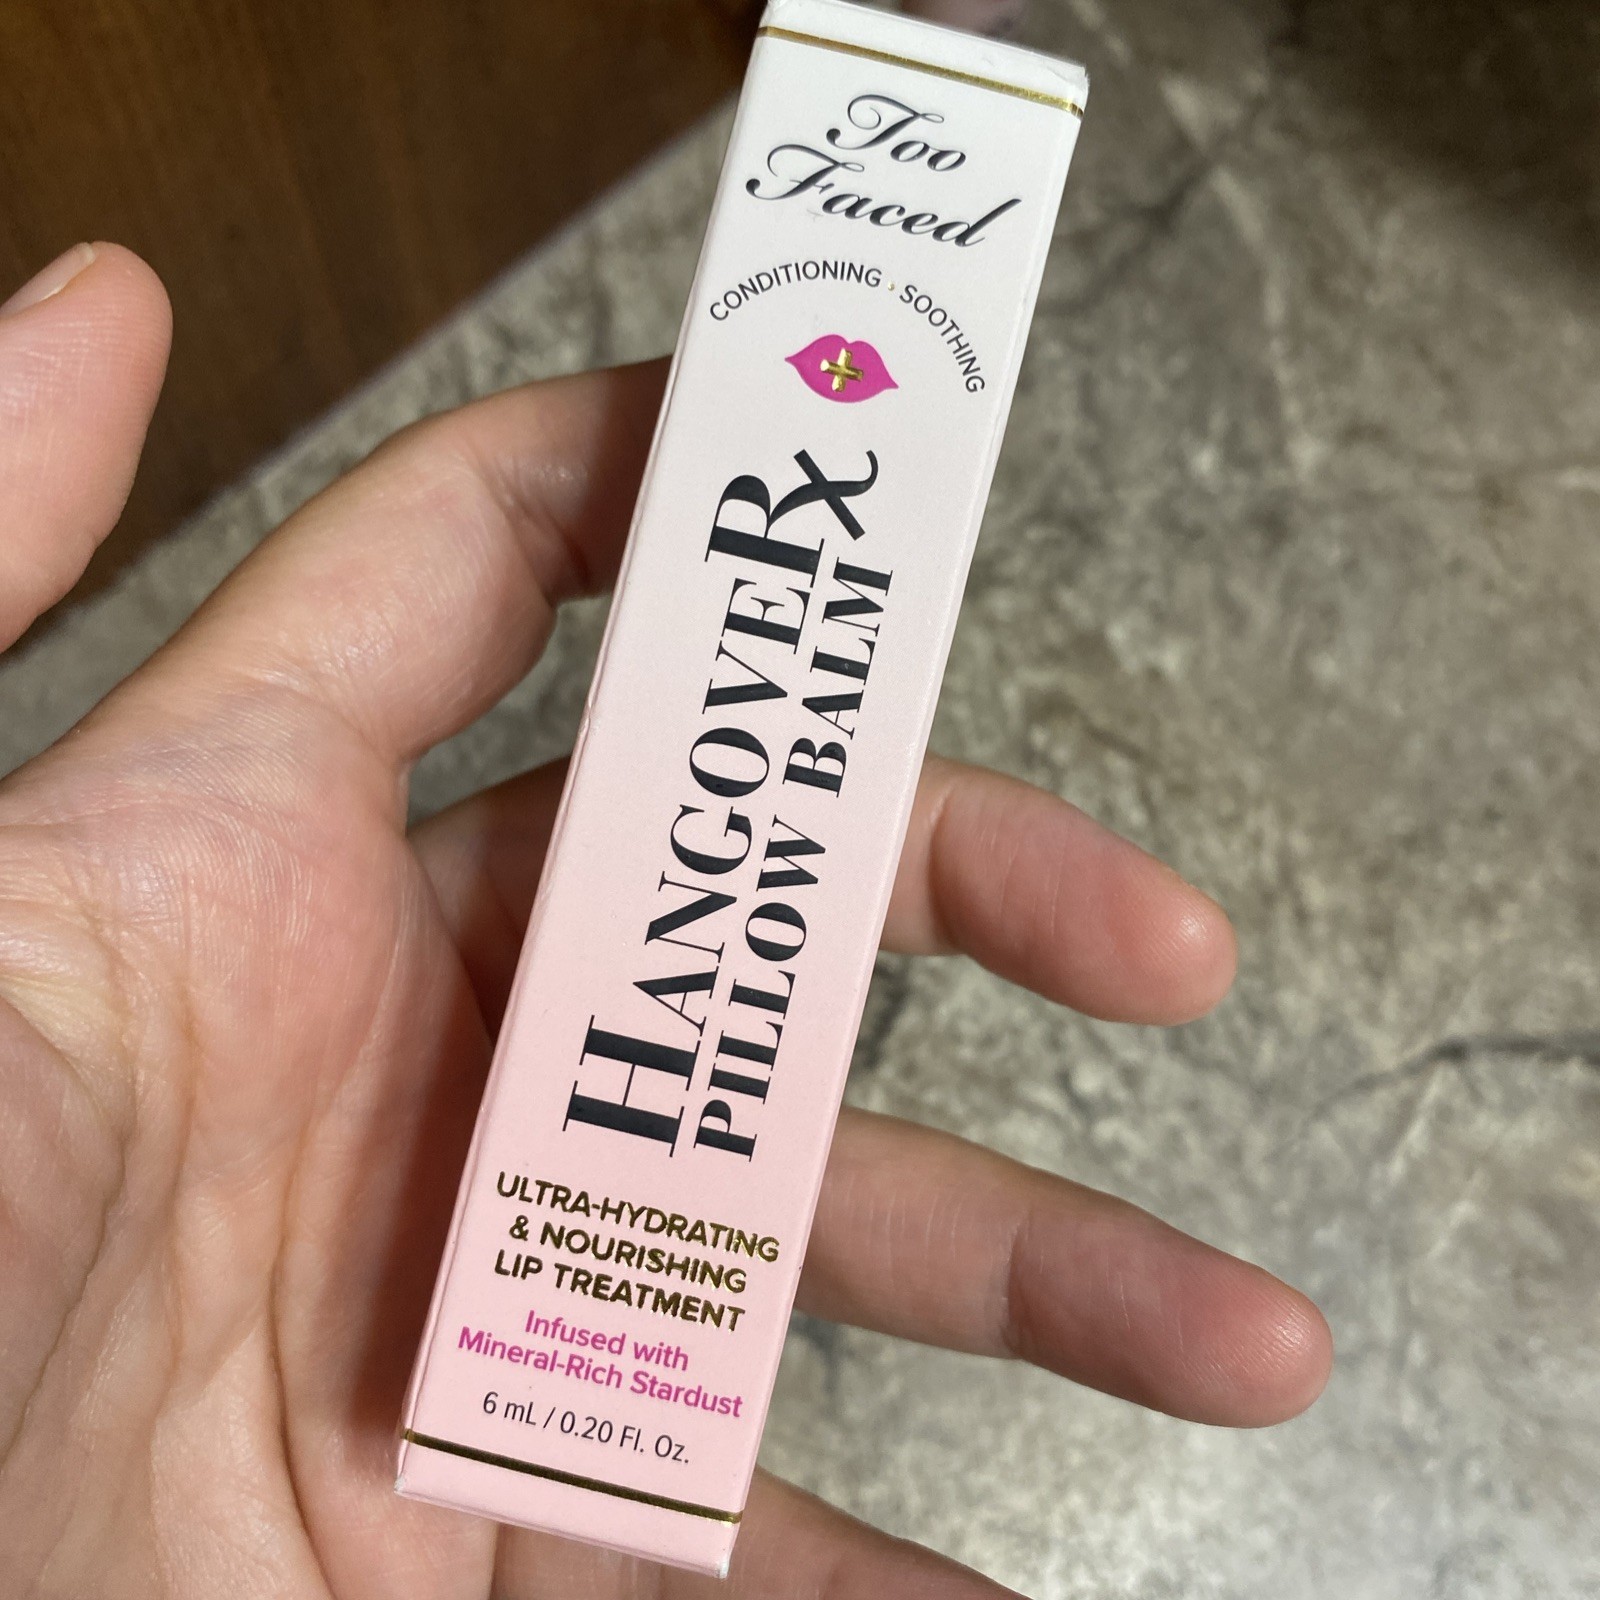 Too
Faced
CONDITIONING · SOOTHING
HANGOVERx
PILLOW BALM
ULTRA-HYDRATING
& NOURISHING
LIP TREATMENT
Infused with
Mineral-Rich Stardust
6 mL / 0.20 Fl. Oz.